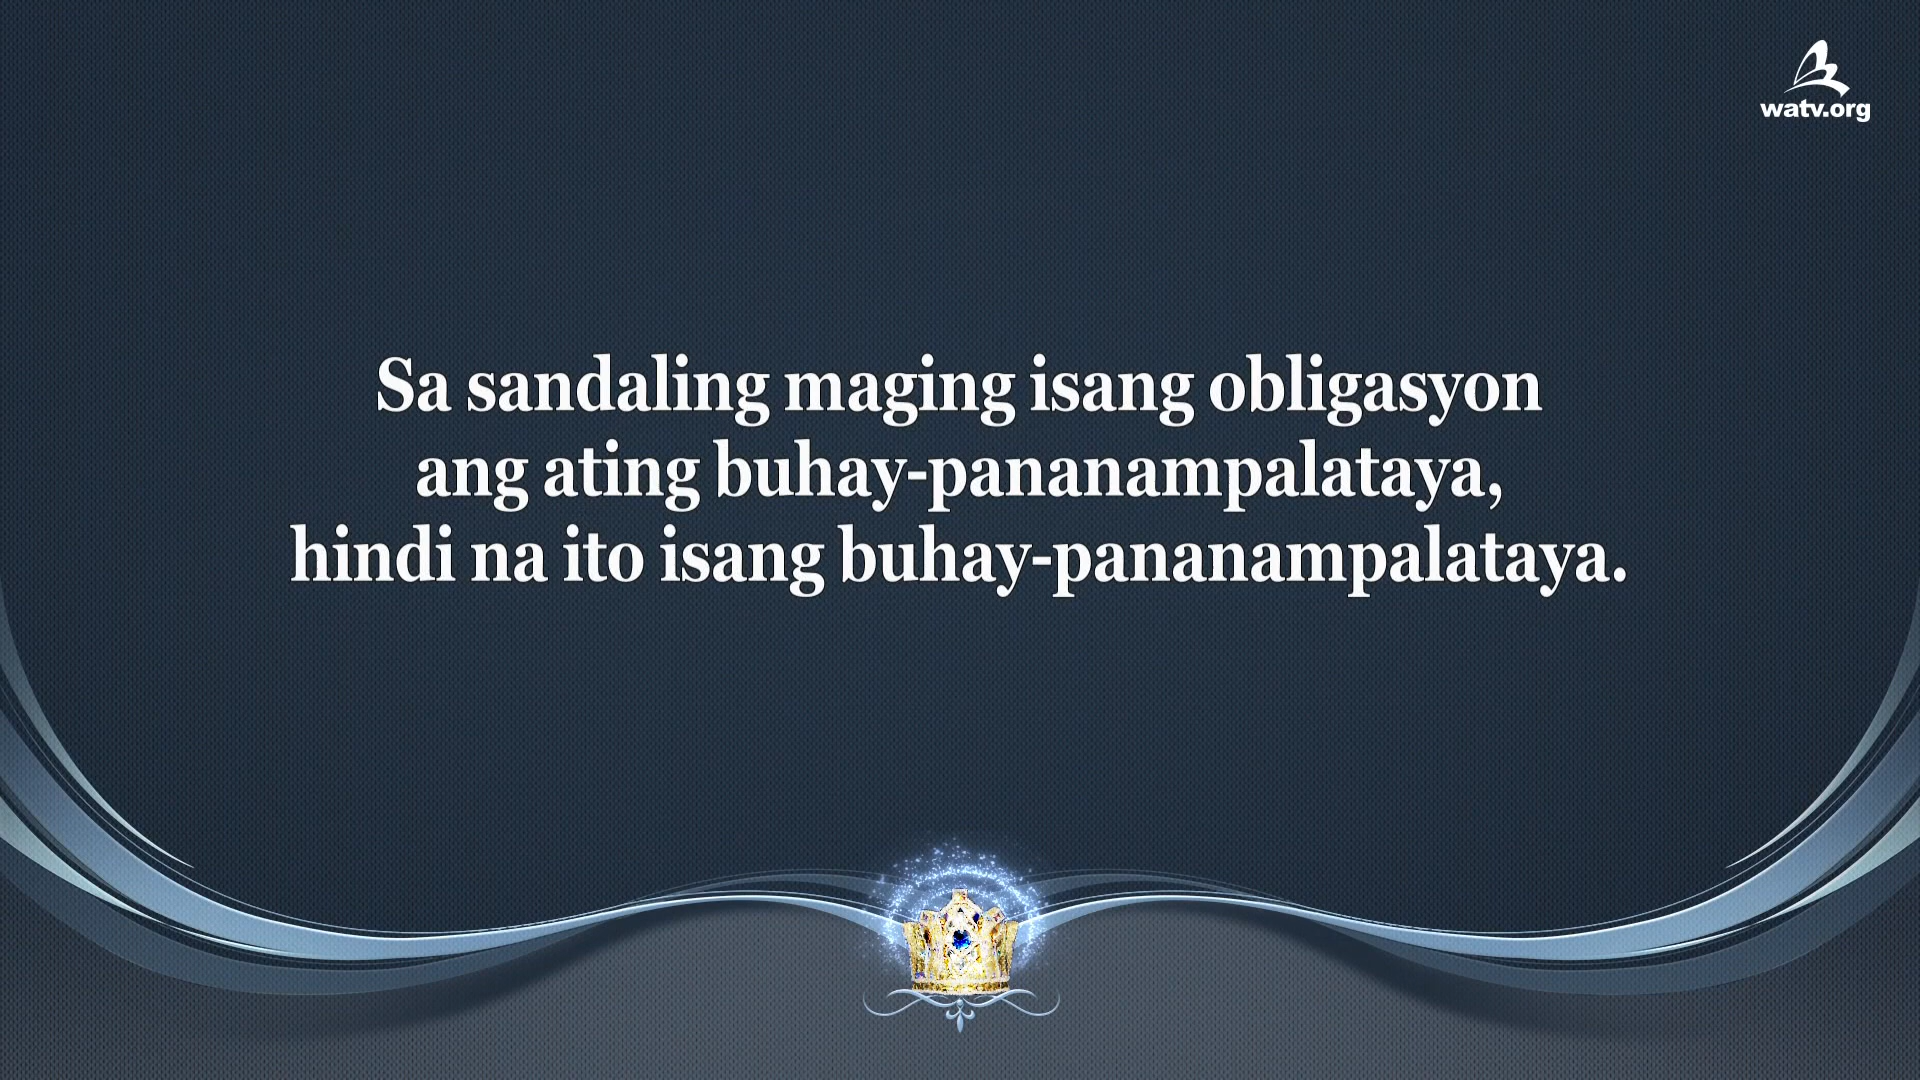 watv.org
Sa sandaling maging isang obligasyon
ang ating buhay-pananampalataya,
hindi na ito isang buhay-pananampalataya.